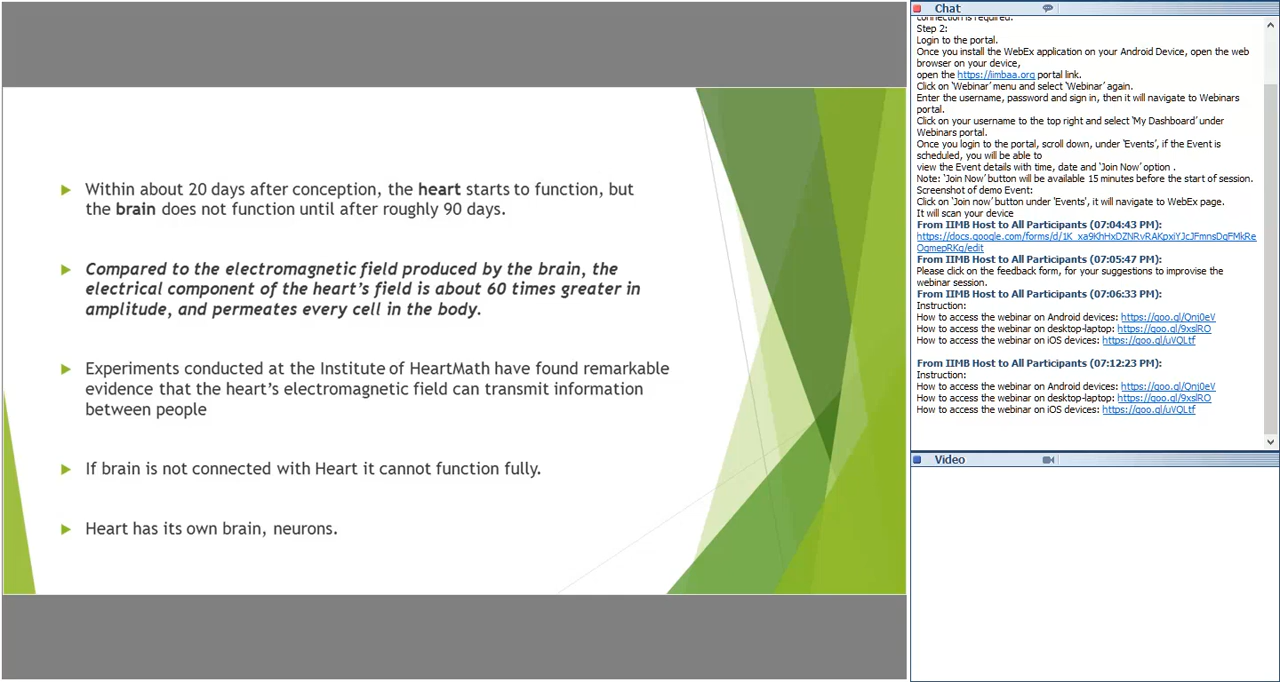 Within about 20 days after conception, the heart starts to function, but
the brain does not function until after roughly 90 days.
Compared to the electromagnetic field produced by the brain, the
electrical component of the heart's field is about 60 times greater in
amplitude, and permeates every cell in the body.
Experiments conducted at the Institute of HeartMath have found remarkable
evidence that the heart's electromagnetic field can transmit information
between people
If brain is not connected with Heart it cannot function fully.
Heart has its own brain, neurons.
Chat
connection is required.
Step 2:
Login to the portal.
Once you install the WebEx application on your Android Device, open the web
browser on your device,
open the https://iimbaa.org portal link.
Click on 'Webinar' menu and select 'Webinar' again.
Enter the username, password and sign in, then it will navigate to Webinars
portal.
Click on your username to the top right and select 'My Dashboard' under
Webinars portal.
Once you login to the portal, scroll down, under 'Events', if the Event is
scheduled, you will be able to
view the Event details with time, date and 'Join Now' option .
Note: 'Join Now' button will be available 15 minutes before the start of session.
Screenshot of demo Event:
Click on 'Join now' button under 'Events', it will navigate to WebEx page.
It will scan your device
From IIMB Host to All Participants (07:04:43 PM):
From IIMB Host to All Participants (07:05:47 PM):
Please click on the feedback form, for your suggestions to improvise the
webinar session.
From IIMB Host to All Participants (07:06:33 PM):
Instruction:
How to access the webinar on Android devices: https://goo.gl/Qnj0eV
How to access the webinar on desktop-laptop: https://goo.gl/9xslRO
How to access the webinar on iOS devices: https://goo.gl/uVQLtf
From IIMB Host to All Participants (07:12:23 PM):
Instruction:
How to access the webinar on Android devices: https://goo.gl/Qnj0eV
How to access the webinar on desktop-laptop: https://goo.gl/9xslRO
How to access the webinar on iOS devices: https://goo.gl/uVQLtf
Video